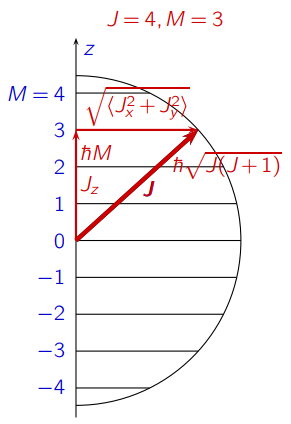 J = 4, M = 3
z
M = 4
√⟨J_x^2 + J_y^2⟩
3
ħM
2
ħ√J(J+1)
J_z
J
1
0
−1
−2
−3
−4